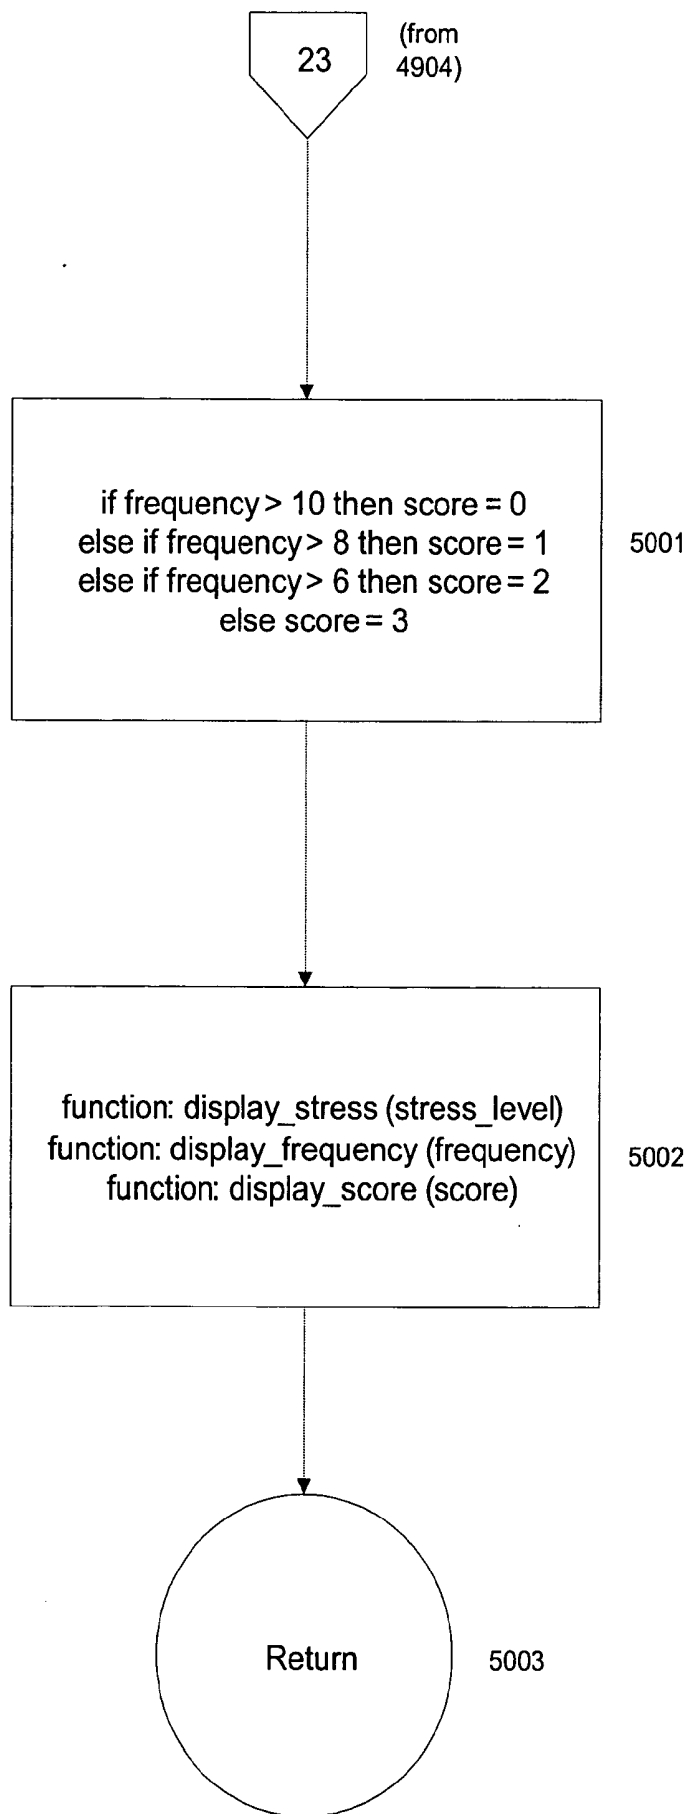 23
(from
4904)
if frequency > 10 then score = 0
else if frequency > 8 then score = 1
else if frequency > 6 then score = 2
else score = 3
5001
function: display_stress (stress_level)
function: display_frequency (frequency)
function: display_score (score)
5002
Return
5003